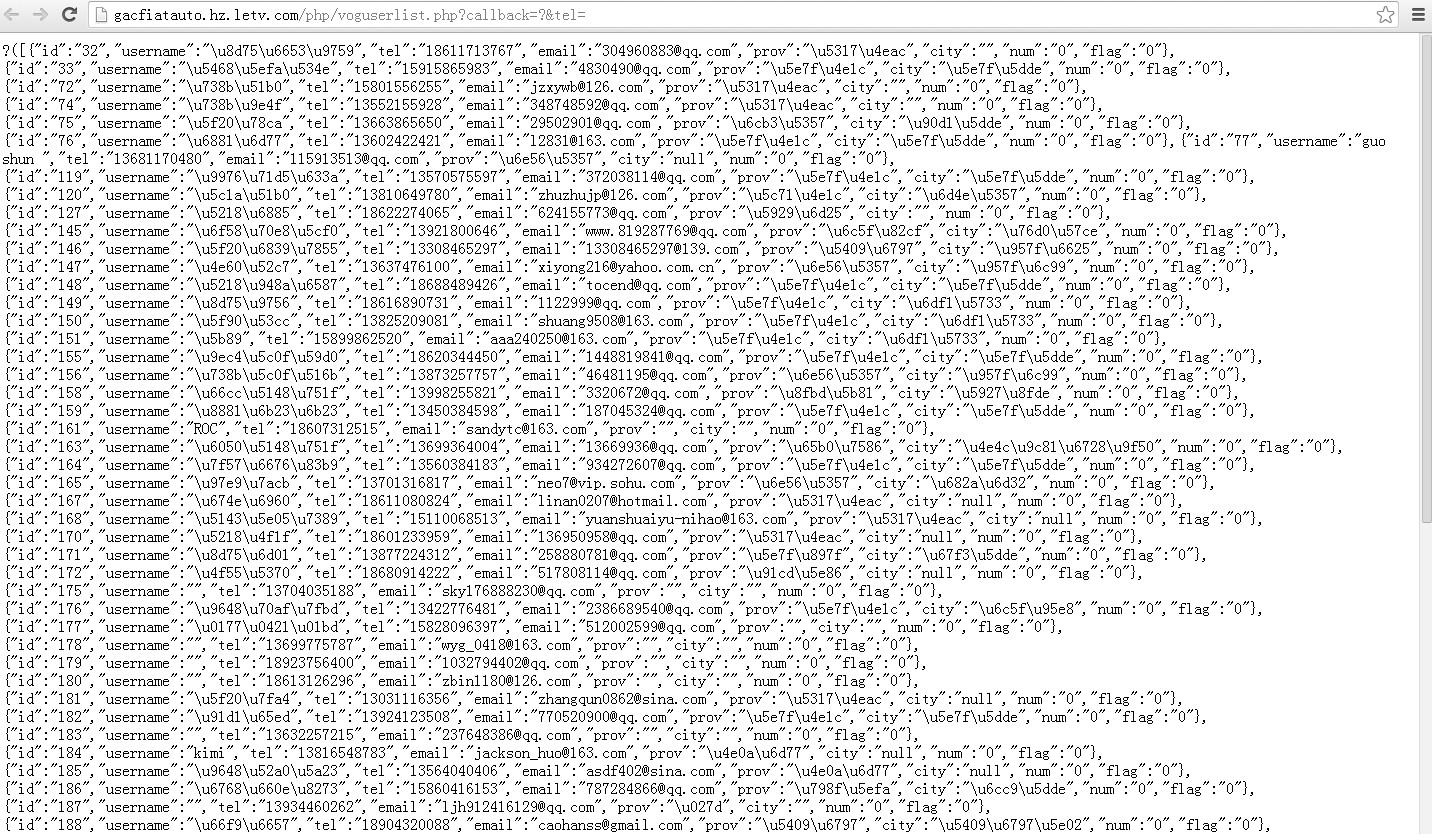 gacfiatauto.hz.letv.com/php/voguserlist.php?callback=?&tel=
?([{"id":"32","username":"\u8d75\u6653\u9759","tel":"18611713767","email":"304960883@qq.com","prov":"\u5317\u4eac","city":"","num":"0","flag":"0"},
{"id":"33","username":"\u5468\u5efa\u534e","tel":"15915865983","email":"4830490@qq.com","prov":"\u5e7f\u4e1c","city":"\u5e7f\u5dde","num":"0","flag":"0"},
{"id":"72","username":"\u738b\u51b0","tel":"15801556255","email":"jzxywb@126.com","prov":"\u5317\u4eac","city":"","num":"0","flag":"0"},
{"id":"74","username":"\u738b\u9e4f","tel":"13552155928","email":"348748592@qq.com","prov":"\u5317\u4eac","city":"","num":"0","flag":"0"},
{"id":"75","username":"\u5f20\u78ca","tel":"13663865650","email":"29502901@qq.com","prov":"\u6cb3\u5357","city":"\u90d1\u5dde","num":"0","flag":"0"},
{"id":"76","username":"\u6881\u6d77","tel":"13602422421","email":"12831@163.com","prov":"\u5e7f\u4e1c","city":"\u5e7f\u5dde","num":"0","flag":"0"}, {"id":"77","username":"guo
shun ","tel":"13681170480","email":"115913513@qq.com","prov":"\u6e56\u5357","city":"null","num":"0","flag":"0"},
{"id":"119","username":"\u9976\u71d5\u633a","tel":"13570575597","email":"372038114@qq.com","prov":"\u5e7f\u4e1c","city":"\u5e7f\u5dde","num":"0","flag":"0"},
{"id":"120","username":"\u5c1a\u51b0","tel":"13810649780","email":"zhuzhujp@126.com","prov":"\u5c71\u4e1c","city":"\u6d4e\u5357","num":"0","flag":"0"},
{"id":"127","username":"\u5218\u6885","tel":"18622274065","email":"624155773@qq.com","prov":"\u5929\u6d25","city":"","num":"0","flag":"0"},
{"id":"145","username":"\u6f58\u70e8\u5cf0","tel":"13921800646","email":"www.819287769@qq.com","prov":"\u6c5f\u82cf","city":"\u76d0\u57ce","num":"0","flag":"0"},
{"id":"146","username":"\u5f20\u6839\u7855","tel":"13308465297","email":"13308465297@139.com","prov":"\u5409\u6797","city":"\u957f\u6625","num":"0","flag":"0"},
{"id":"147","username":"\u4e60\u52c7","tel":"13637476100","email":"xiyong216@yahoo.com.cn","prov":"\u6e56\u5357","city":"\u957f\u6c99","num":"0","flag":"0"},
{"id":"148","username":"\u5218\u948a\u6587","tel":"18688489426","email":"tocend@qq.com","prov":"\u5e7f\u4e1c","city":"\u5e7f\u5dde","num":"0","flag":"0"},
{"id":"149","username":"\u8d75\u9756","tel":"18616890731","email":"1122999@qq.com","prov":"\u5e7f\u4e1c","city":"\u6df1\u5733","num":"0","flag":"0"},
{"id":"150","username":"\u5f90\u53cc","tel":"13825209081","email":"shuang9508@163.com","prov":"\u5e7f\u4e1c","city":"\u6df1\u5733","num":"0","flag":"0"},
{"id":"151","username":"\u5b89","tel":"15899862520","email":"aaa240250@163.com","prov":"\u5e7f\u4e1c","city":"\u6df1\u5733","num":"0","flag":"0"},
{"id":"155","username":"\u9ec4\u5c0f\u59d0","tel":"18620344450","email":"1448819841@qq.com","prov":"\u5e7f\u4e1c","city":"\u5e7f\u5dde","num":"0","flag":"0"},
{"id":"156","username":"\u738b\u5c0f\u516b","tel":"13873257757","email":"46481195@qq.com","prov":"\u6e56\u5357","city":"\u957f\u6c99","num":"0","flag":"0"},
{"id":"158","username":"\u66cc\u5148\u751f","tel":"13998255821","email":"3320672@qq.com","prov":"\u8fbd\u5b81","city":"\u5927\u8fde","num":"0","flag":"0"},
{"id":"159","username":"\u8881\u6b23\u6b23","tel":"13450384598","email":"187045324@qq.com","prov":"\u5e7f\u4e1c","city":"\u5e7f\u5dde","num":"0","flag":"0"},
{"id":"161","username":"ROC","tel":"18607312515","email":"sandytc@163.com","prov":"","city":"","num":"0","flag":"0"},
{"id":"163","username":"\u6050\u5148\u751f","tel":"13699364004","email":"13669936@qq.com","prov":"\u65b0\u7586","city":"\u4e4c\u9c81\u6728\u9f50","num":"0","flag":"0"},
{"id":"164","username":"\u7f57\u6676\u83b9","tel":"13560384183","email":"934272607@qq.com","prov":"\u5e7f\u4e1c","city":"\u5e7f\u5dde","num":"0","flag":"0"},
{"id":"165","username":"\u97e9\u7acb","tel":"13701316817","email":"neo7@vip.sohu.com","prov":"\u6e56\u5357","city":"\u682a\u6d32","num":"0","flag":"0"},
{"id":"167","username":"\u674e\u6960","tel":"18611080824","email":"linan0207@hotmail.com","prov":"\u5317\u4eac","city":"null","num":"0","flag":"0"},
{"id":"168","username":"\u5143\u5e05\u7389","tel":"15110068513","email":"yuanshuaiyu-nihao@163.com","prov":"\u5317\u4eac","city":"null","num":"0","flag":"0"},
{"id":"170","username":"\u5218\u4f1f","tel":"18601233959","email":"136950958@qq.com","prov":"\u5317\u4eac","city":"null","num":"0","flag":"0"},
{"id":"171","username":"\u8d75\u6d01","tel":"13877224312","email":"258880781@qq.com","prov":"\u5e7f\u897f","city":"\u67f3\u5dde","num":"0","flag":"0"},
{"id":"172","username":"\u4f55\u5370","tel":"18680914222","email":"517808114@qq.com","prov":"\u91cd\u5e86","city":"null","num":"0","flag":"0"},
{"id":"175","username":"","tel":"13704035188","email":"sky176888230@qq.com","prov":"","city":"","num":"0","flag":"0"},
{"id":"176","username":"\u9648\u70af\u7fbd","tel":"13422776481","email":"2386689540@qq.com","prov":"\u5e7f\u4e1c","city":"\u6c5f\u95e8","num":"0","flag":"0"},
{"id":"177","username":"\u0177\u0421\u01bd","tel":"15828096397","email":"512002599@qq.com","prov":"","city":"","num":"0","flag":"0"},
{"id":"178","username":"","tel":"13699775787","email":"wyg_0418@163.com","prov":"","city":"","num":"0","flag":"0"},
{"id":"179","username":"","tel":"18923756400","email":"1032794402@qq.com","prov":"","city":"","num":"0","flag":"0"},
{"id":"180","username":"","tel":"18613126296","email":"zbin1180@126.com","prov":"","city":"","num":"0","flag":"0"},
{"id":"181","username":"\u5f20\u7fa4","tel":"13031116356","email":"zhangqun0862@sina.com","prov":"\u5317\u4eac","city":"null","num":"0","flag":"0"},
{"id":"182","username":"\u91d1\u65ed","tel":"13924123508","email":"770520900@qq.com","prov":"\u5e7f\u4e1c","city":"\u5e7f\u5dde","num":"0","flag":"0"},
{"id":"183","username":"","tel":"13632257215","email":"237648386@qq.com","prov":"","city":"","num":"0","flag":"0"},
{"id":"184","username":"kimi","tel":"13816548783","email":"jackson_huo@163.com","prov":"\u4e0a\u6d77","city":"null","num":"0","flag":"0"},
{"id":"185","username":"\u9648\u52a0\u5a23","tel":"13564040406","email":"asdf402@sina.com","prov":"\u4e0a\u6d77","city":"null","num":"0","flag":"0"},
{"id":"186","username":"\u6768\u660e\u8273","tel":"15860416153","email":"787284866@qq.com","prov":"\u798f\u5efa","city":"\u6cc9\u5dde","num":"0","flag":"0"},
{"id":"187","username":"","tel":"13934460262","email":"ljh912416129@qq.com","prov":"\u027d","city":"","num":"0","flag":"0"},
{"id":"188","username":"\u66f9\u6657","tel":"18904320088","email":"caohanss@gmail.com","prov":"\u5409\u6797","city":"\u5409\u6797\u5e02","num":"0","flag":"0"},